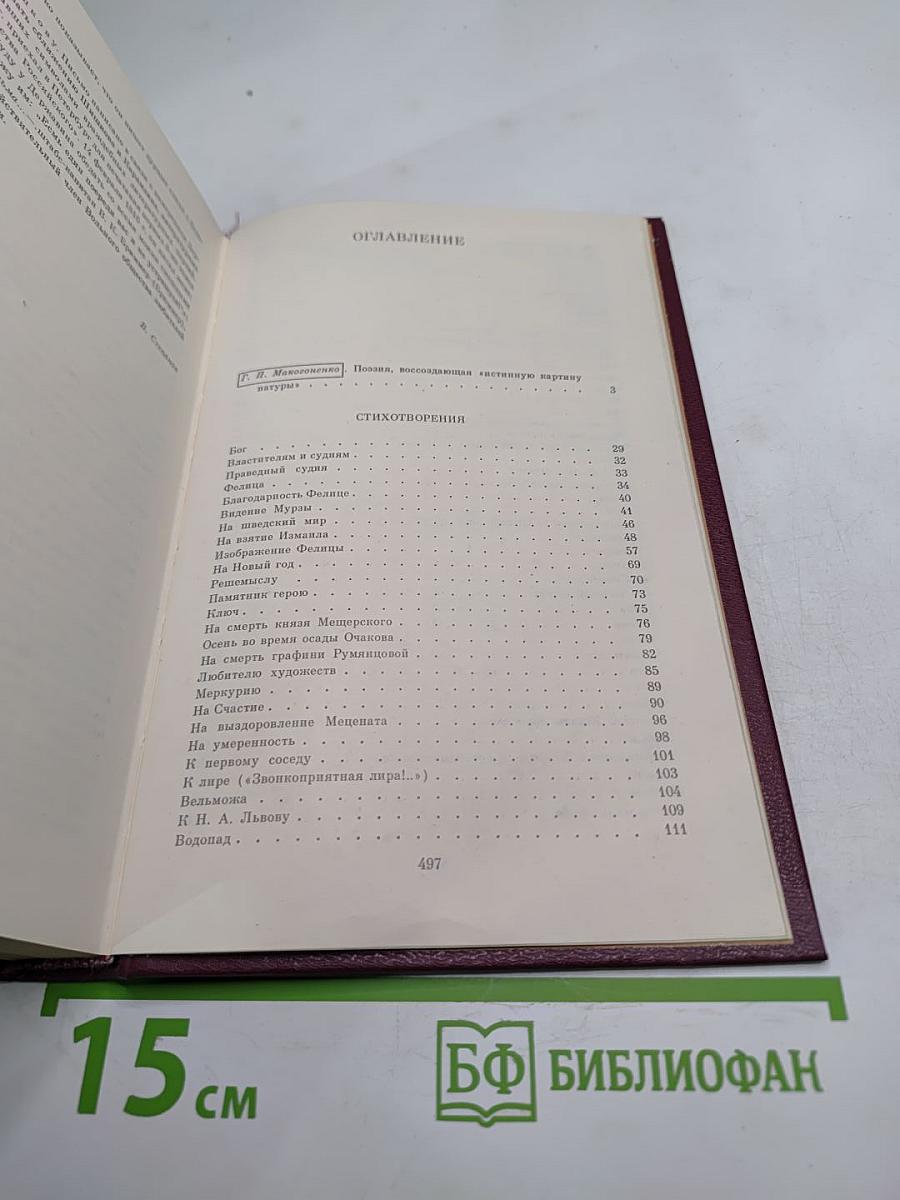 В. Степанов
ОГЛАВЛЕНИЕ
Г. П. Макогоненко. Поэзия, воссоздающая «истинную картину
натуры» . . . . . . . . . . . . . . . . 3
СТИХОТВОРЕНИЯ
Бог . . . . . . . . . . . . . . . . 29
Властителям и судиям . . . . . . . . . . . . 32
Праведный судия . . . . . . . . . . . . 33
Фелица . . . . . . . . . . . . . . . 34
Благодарность Фелице . . . . . . . . . . . . 40
Видение Мурзы . . . . . . . . . . . . . 41
На шведский мир . . . . . . . . . . . . 46
На взятие Измаила . . . . . . . . . . . . 48
Изображение Фелицы . . . . . . . . . . . . 57
На Новый год . . . . . . . . . . . . . 69
Решемыслу . . . . . . . . . . . . . 70
Памятник герою . . . . . . . . . . . . . 73
Ключ . . . . . . . . . . . . . . . . 75
На смерть князя Мещерского . . . . . . . . . . 76
Осень во время осады Очакова . . . . . . . . . . 79
На смерть графини Румянцовой . . . . . . . . . 82
Любителю художеств . . . . . . . . . . . . 85
Меркурию . . . . . . . . . . . . . . . 89
На Счастие . . . . . . . . . . . . . . . 90
На выздоровление Мецената . . . . . . . . . . 96
На умеренность . . . . . . . . . . . . . 98
К первому соседу . . . . . . . . . . . . . 101
К лире («Звонкоприятная лира!..») . . . . . . . . 103
Вельможа . . . . . . . . . . . . . . . 104
К Н. А. Львову . . . . . . . . . . . . . . 109
Водопад . . . . . . . . . . . . . . . . 111
497
15 см
БФ БИБЛИОФАН